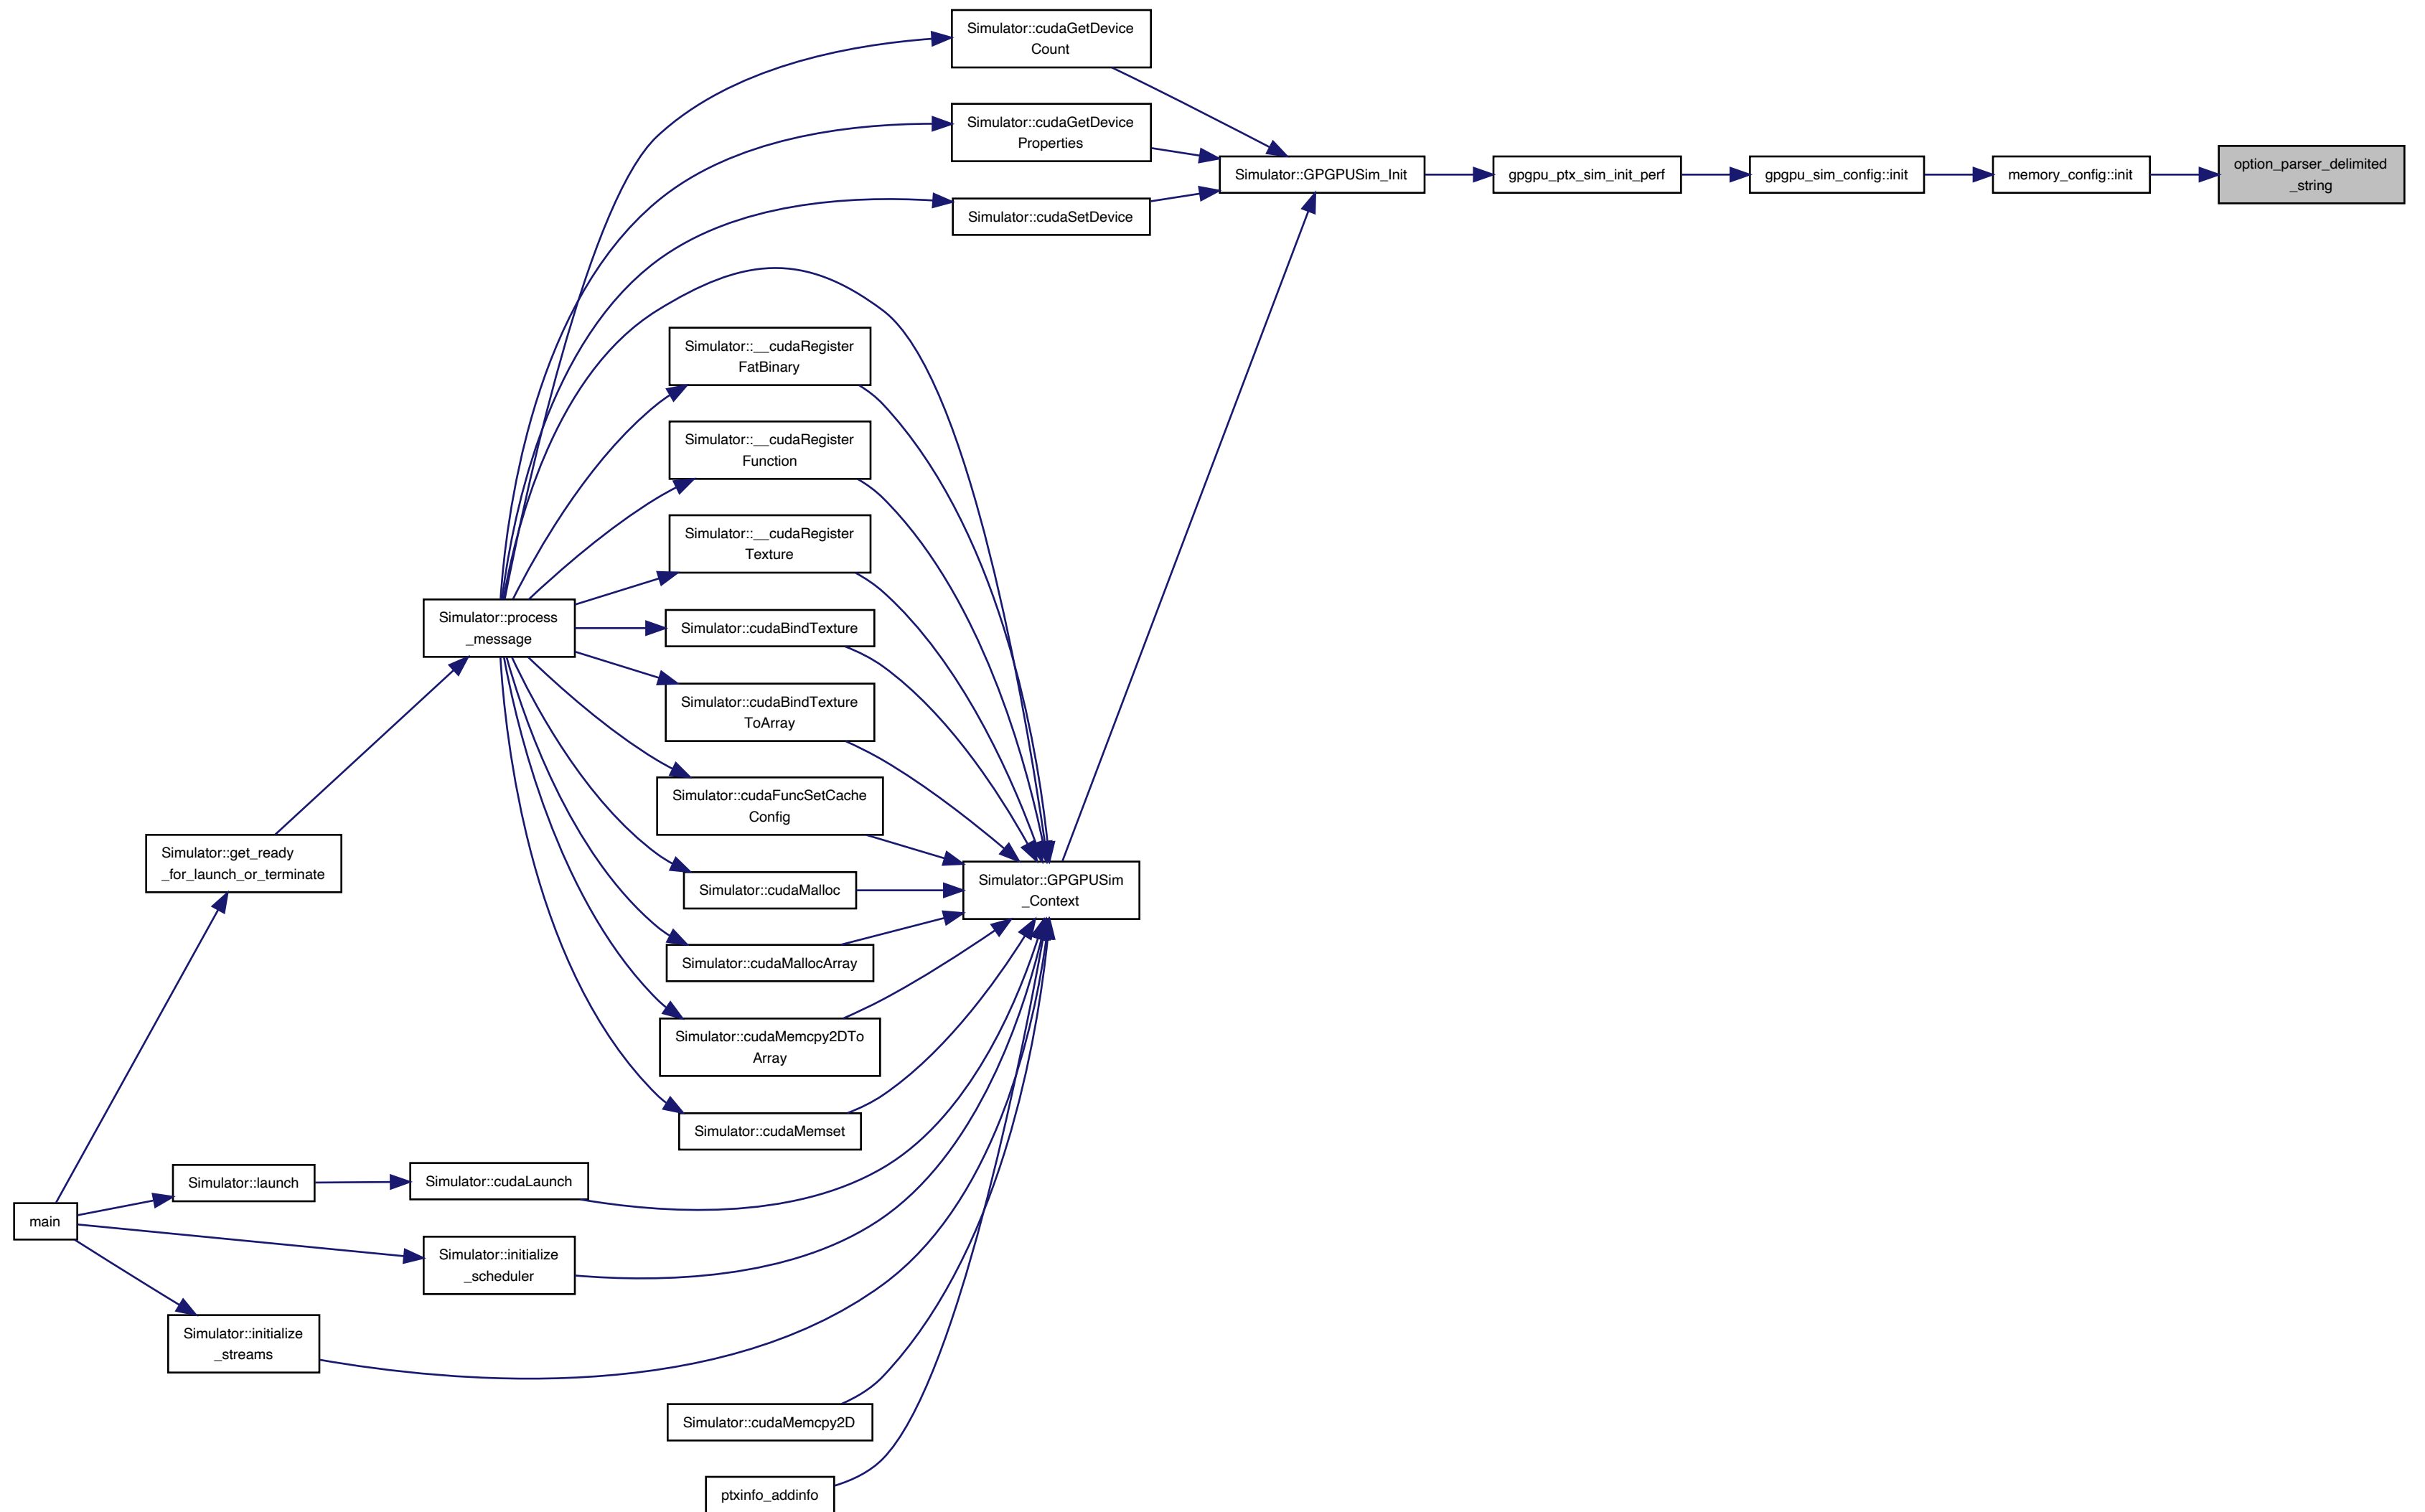 Simulator::cudaGetDevice
Count
Simulator::cudaGetDevice
Properties
Simulator::cudaSetDevice
Simulator::GPGPUSim_Init
gpgpu_ptx_sim_init_perf
gpgpu_sim_config::init
memory_config::init
option_parser_delimited
_string
Simulator::__cudaRegister
FatBinary
Simulator::__cudaRegister
Function
Simulator::__cudaRegister
Texture
Simulator::process
_message
Simulator::cudaBindTexture
Simulator::cudaBindTexture
ToArray
Simulator::cudaFuncSetCache
Config
Simulator::get_ready
_for_launch_or_terminate
Simulator::cudaMalloc
Simulator::GPGPUSim
_Context
Simulator::cudaMallocArray
Simulator::cudaMemcpy2DTo
Array
Simulator::cudaMemset
Simulator::launch
Simulator::cudaLaunch
main
Simulator::initialize
_scheduler
Simulator::initialize
_streams
Simulator::cudaMemcpy2D
ptxinfo_addinfo